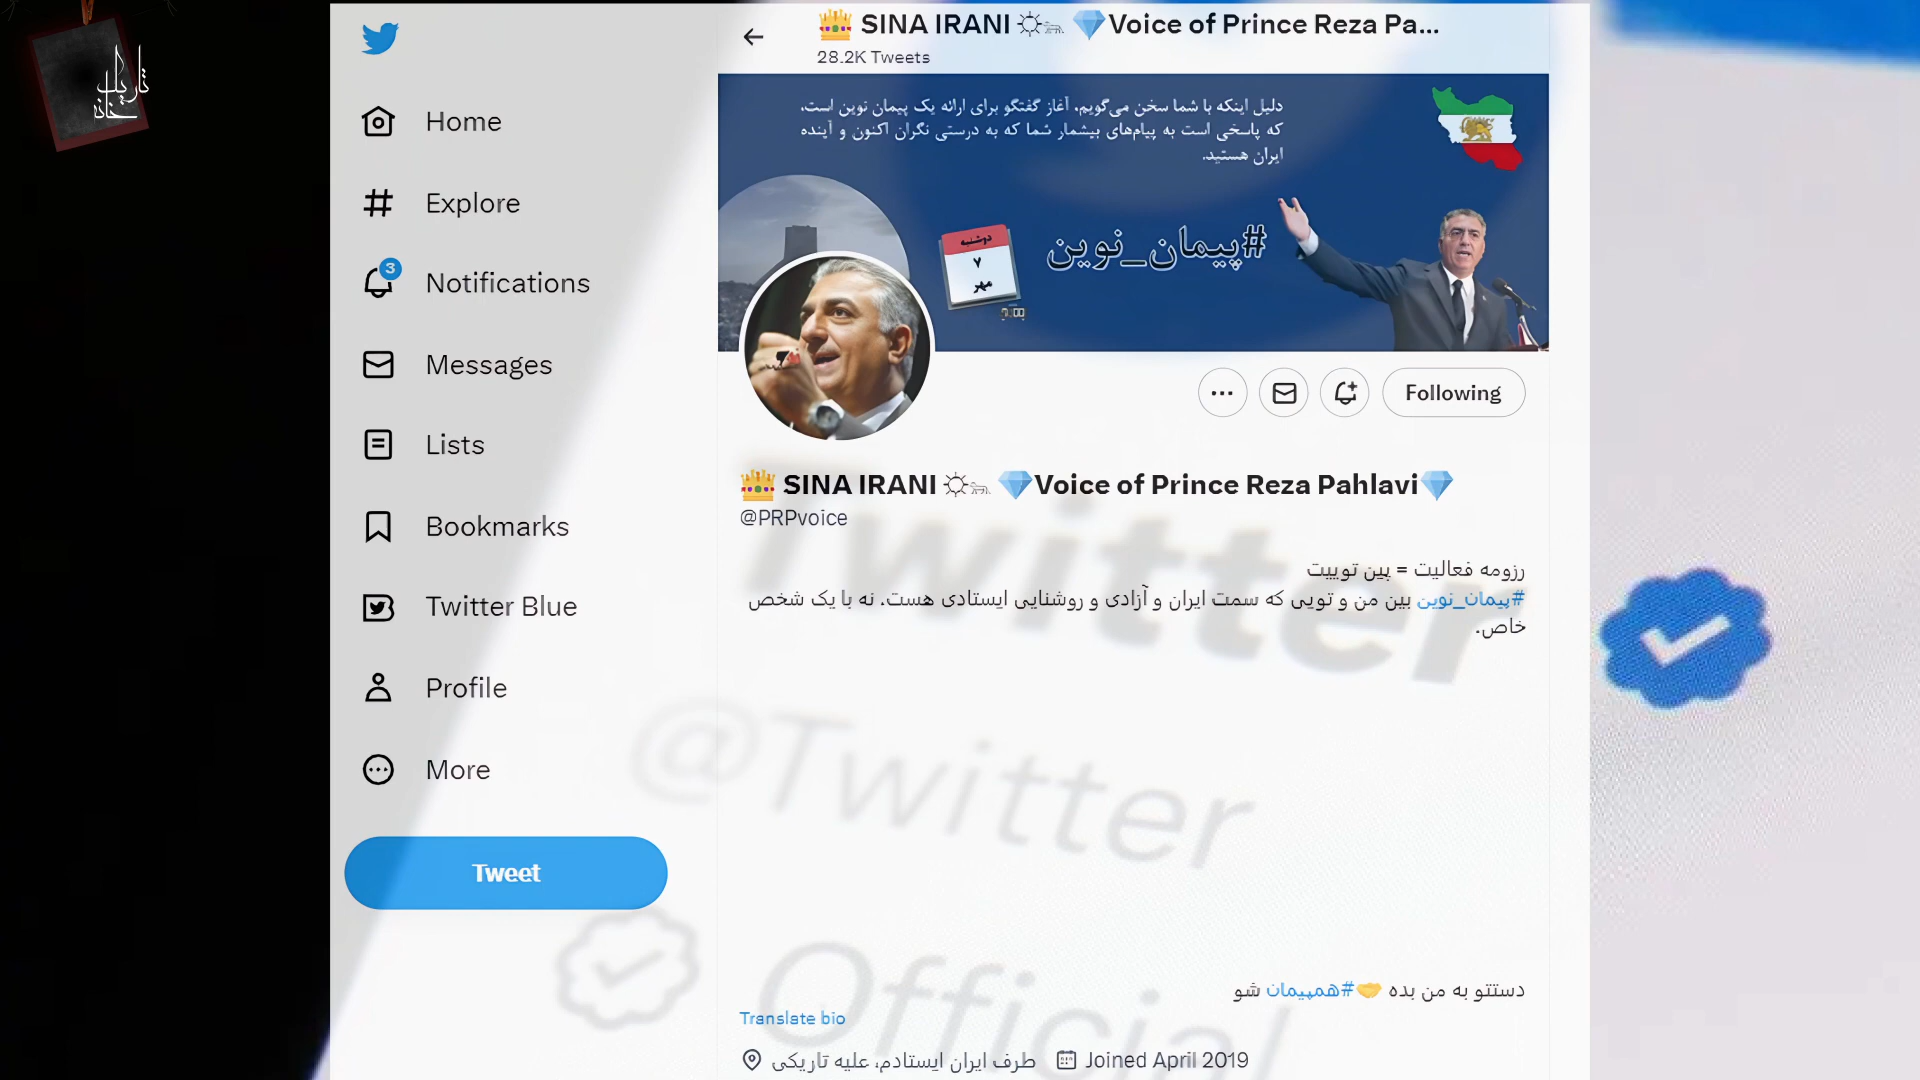 تاریک
خانه
👑 SINA IRANI 💎Voice of Prince Reza Pa...
28.2K Tweets
Home
Explore
3
Notifications
Messages
Lists
Bookmarks
Twitter Blue
Profile
More
Tweet
دلیل اینکه با شما سخن می‌گویم، آغاز گفتگو برای ارائه یک پیمان نوین است،
که پاسخی است به پیام‌های بیشمار شما که به درستی نگران اکنون و آینده
ایران هستید.
دوشنبه
۷
مهر
#پیمان_نوین
Following
👑 SINA IRANI 💎Voice of Prince Reza Pahlavi💎
@PRPvoice
رزومه فعالیت = پین توییت
#پیمان_نوین بین من و تویی که سمت ایران و آزادی و روشنایی ایستادی هست، نه با یک شخص
خاص.
دستتو به من بده 🤝#همپیمان شو
Translate bio
طرف ایران ایستادم، علیه تاریکی
Joined April 2019
Twitter
@Twitter
Official